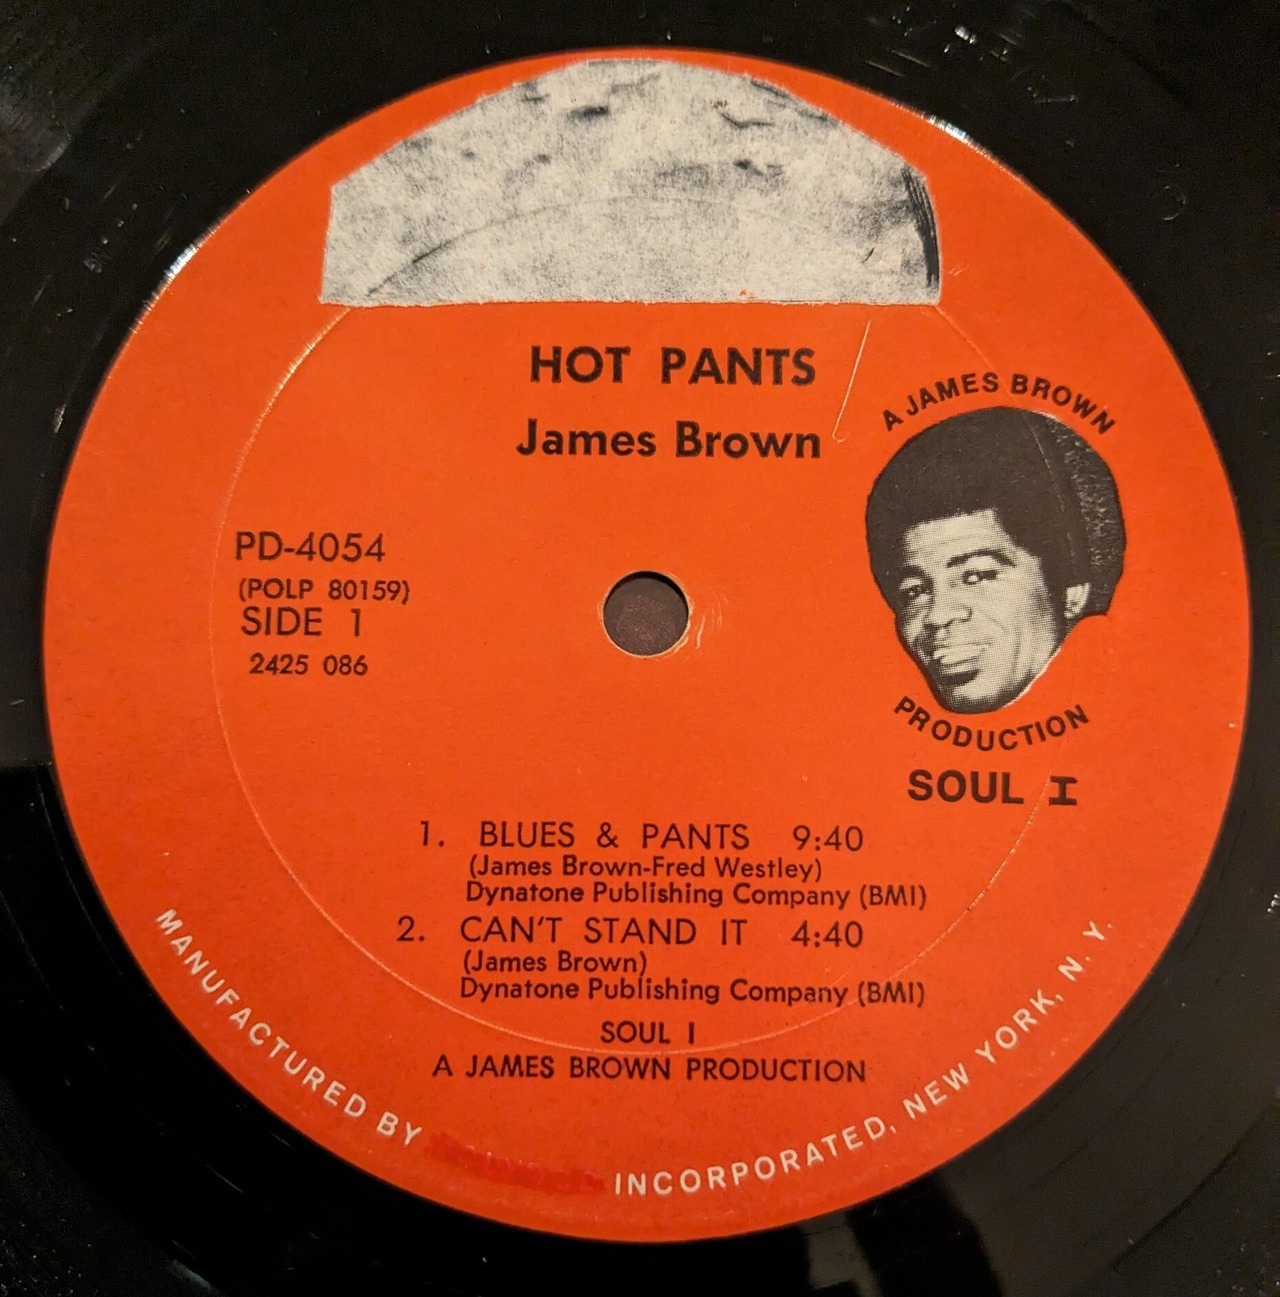 HOT PANTS
James Brown
A JAMES BROWN
PRODUCTION
SOUL I
PD-4054
(POLP 80159)
SIDE 1
2425 086
1. BLUES & PANTS 9:40
(James Brown-Fred Westley)
Dynatone Publishing Company (BMI)
2. CAN'T STAND IT 4:40
(James Brown)
Dynatone Publishing Company (BMI)
SOUL I
A JAMES BROWN PRODUCTION
MANUFACTURED BY INCORPORATED, NEW YORK, N. Y.